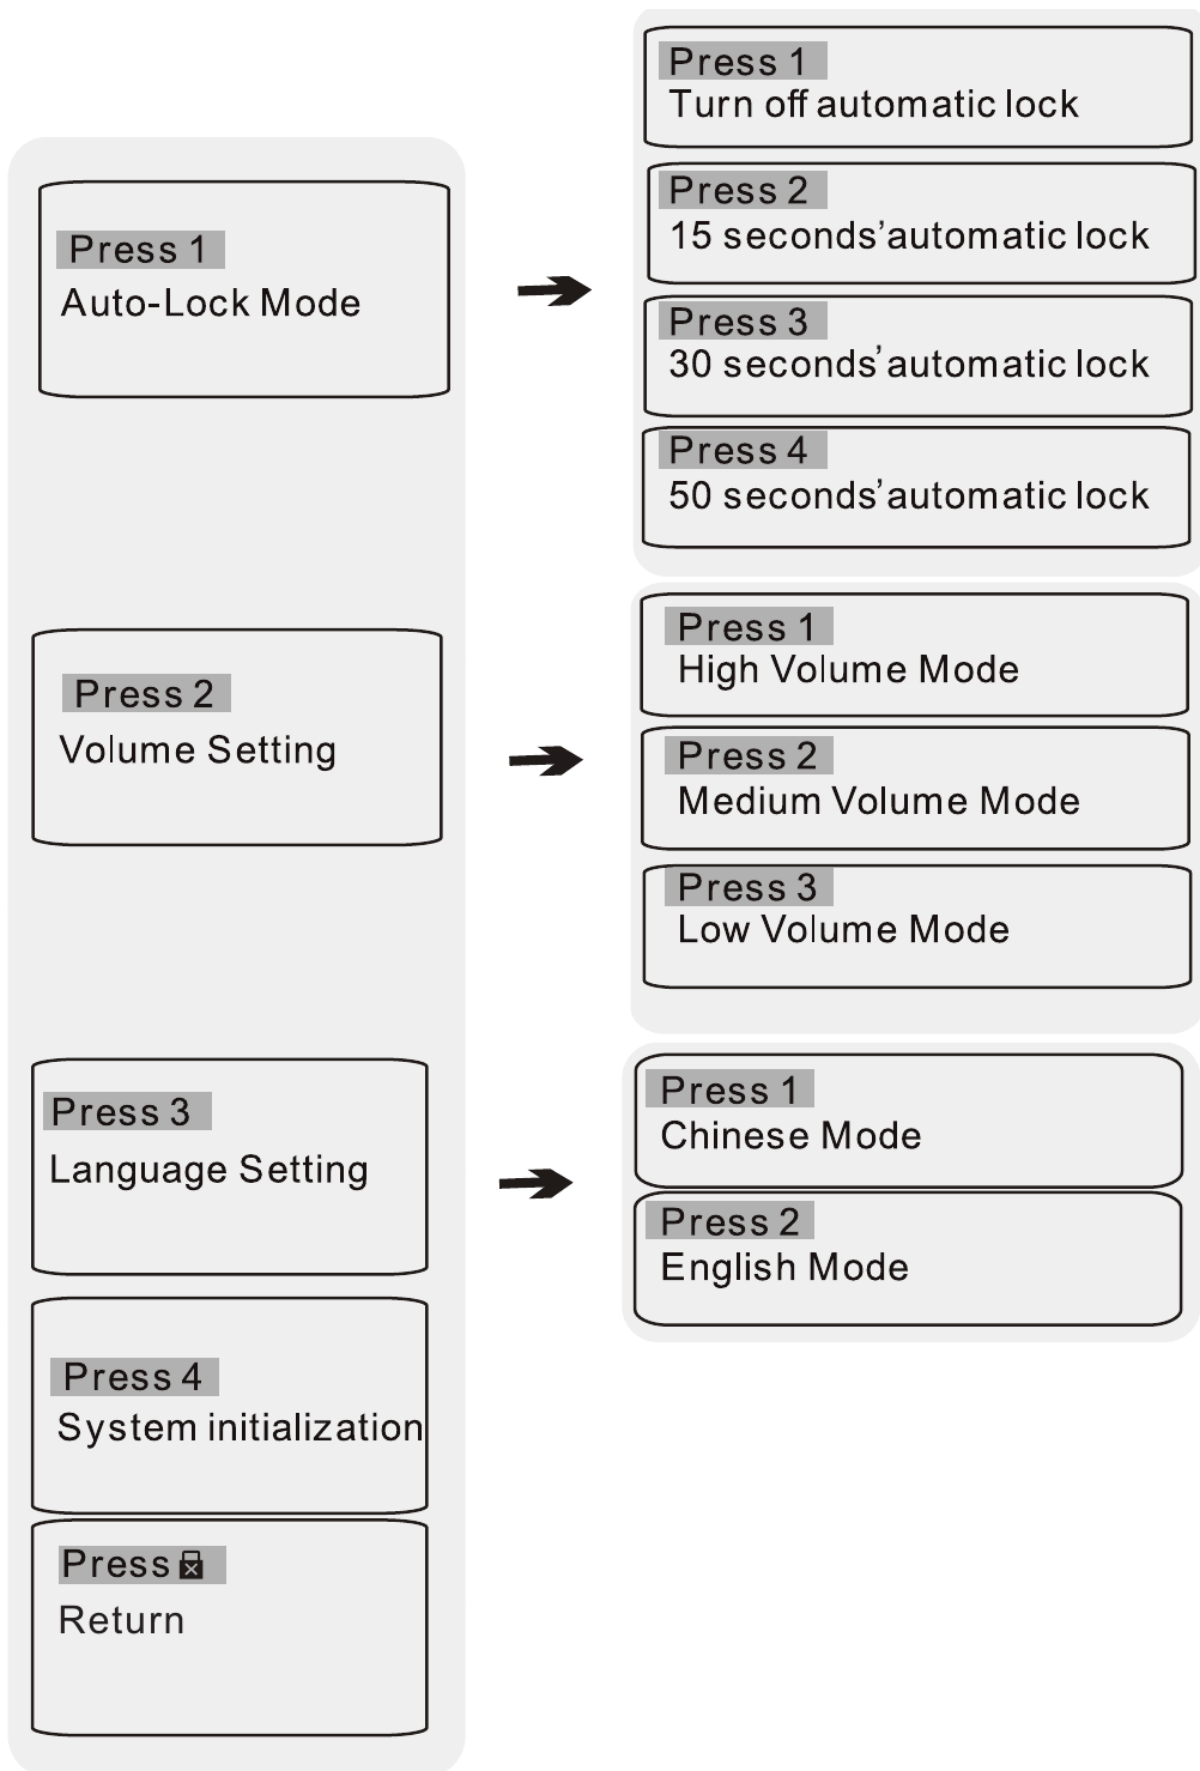 Press 1
Auto-Lock Mode
Press 1
Turn off automatic lock
Press 2
15 seconds’automatic lock
Press 3
30 seconds’automatic lock
Press 4
50 seconds’automatic lock
Press 2
Volume Setting
Press 1
High Volume Mode
Press 2
Medium Volume Mode
Press 3
Low Volume Mode
Press 3
Language Setting
Press 1
Chinese Mode
Press 2
English Mode
Press 4
System initialization
Press
Return